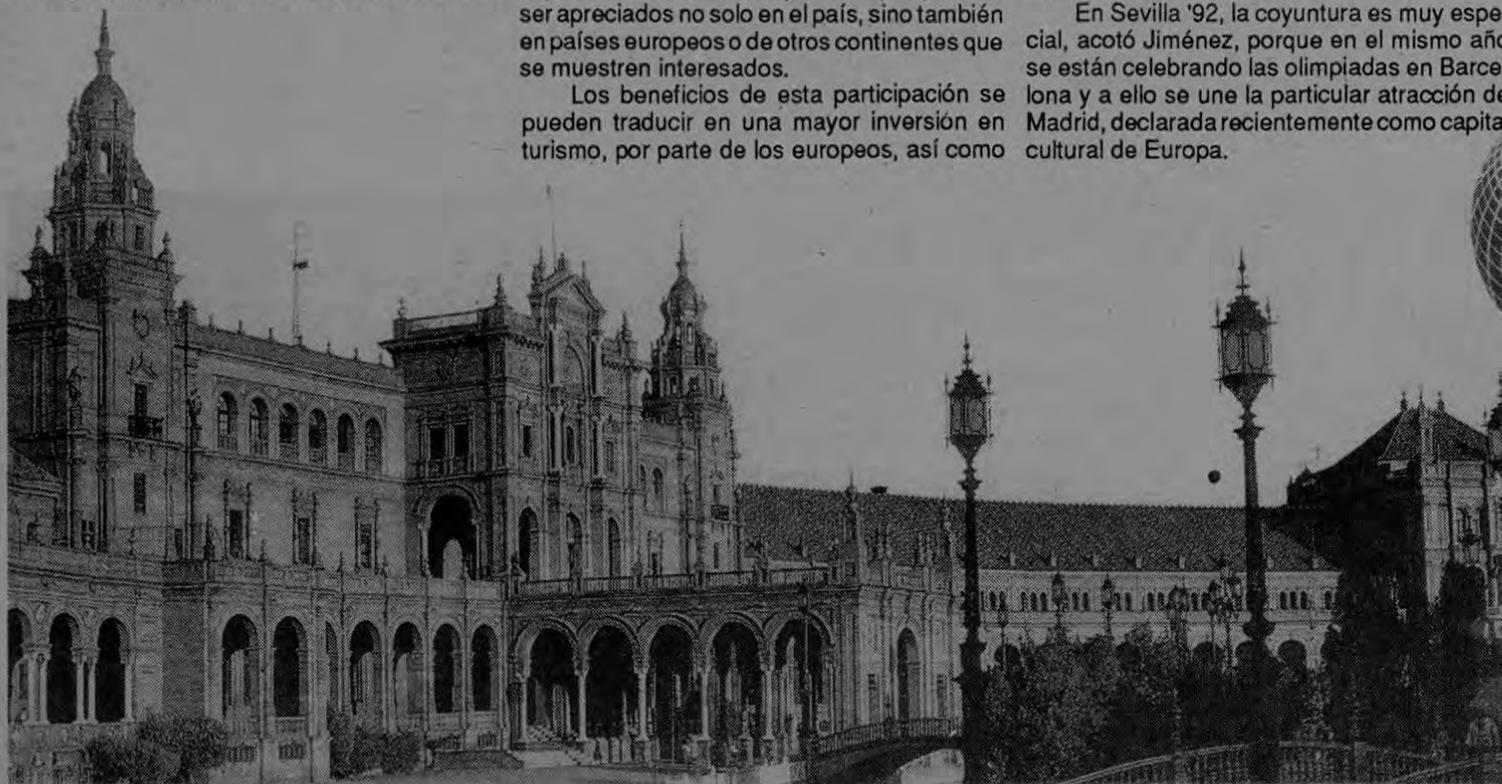 ser apreciados no solo en el país, sino también
en países europeos o de otros continentes que
se muestren interesados.
Los beneficios de esta participación se
pueden traducir en una mayor inversión en
turismo, por parte de los europeos, así como
En Sevilla '92, la coyuntura es muy espe-
cial, acotó Jiménez, porque en el mismo año
se están celebrando las olimpiadas en Barce-
lona y a ello se une la particular atracción de
Madrid, declarada recientemente como capital
cultural de Europa.